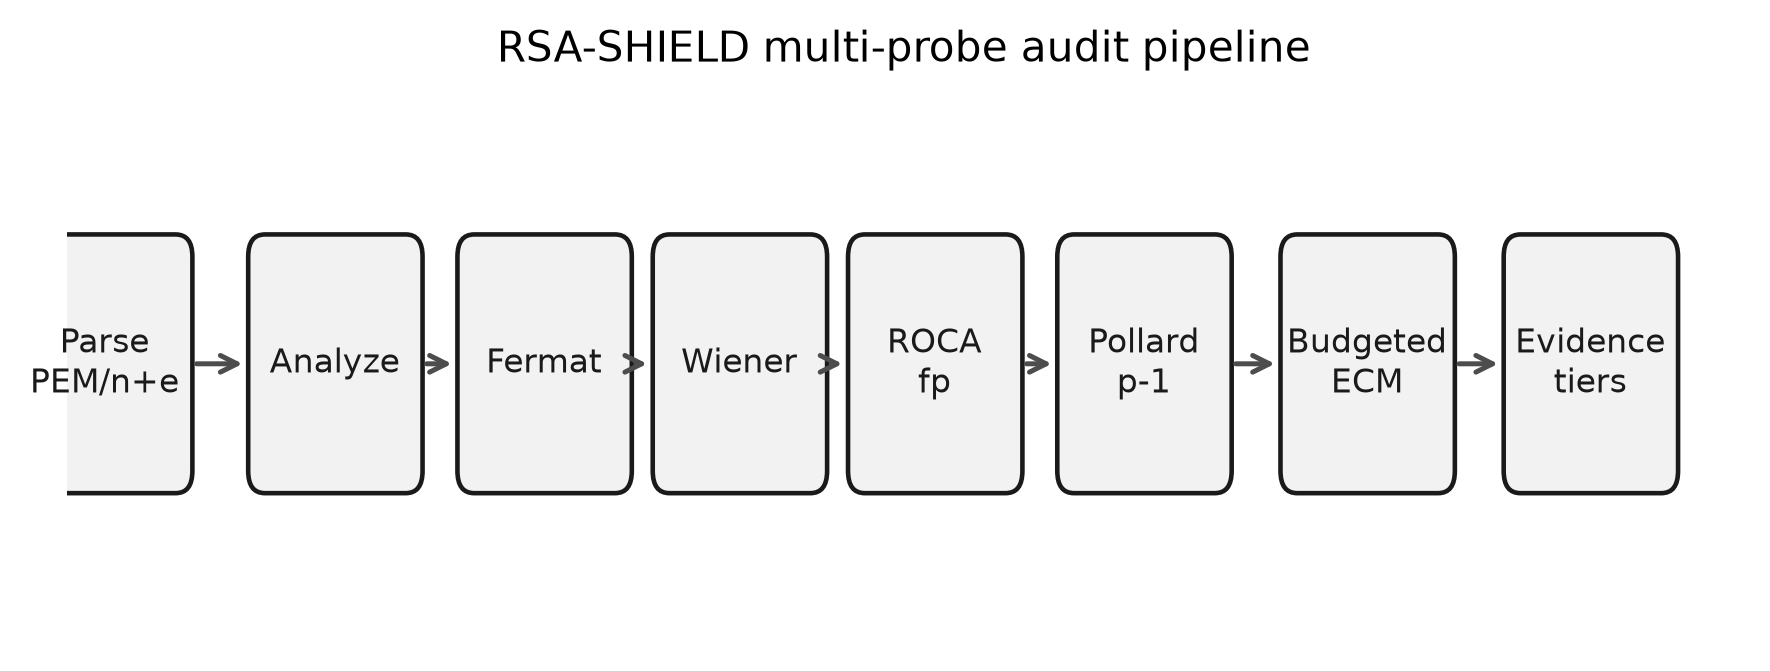 RSA-SHIELD multi-probe audit pipeline
Parse
PEM/n+e
Analyze
Fermat
Wiener
ROCA
fp
Pollard
p-1
Budgeted
ECM
Evidence
tiers